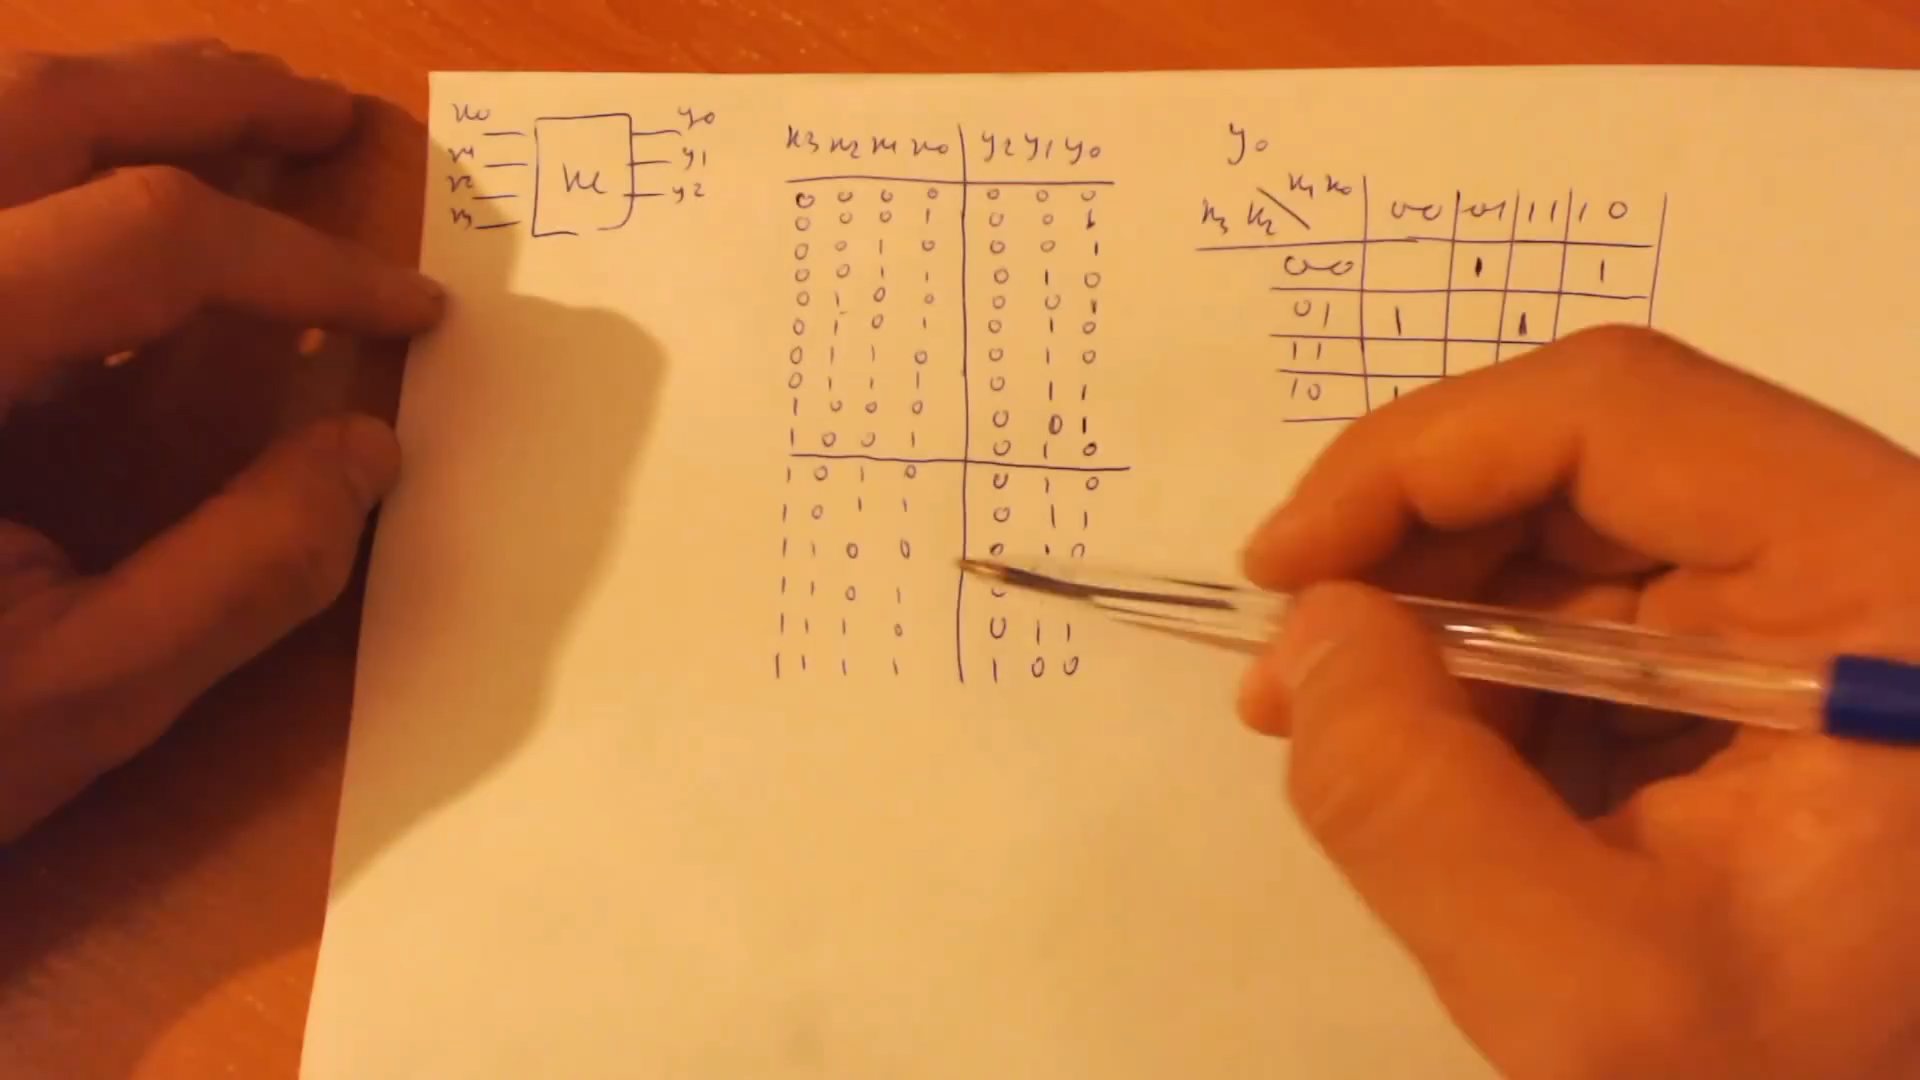 x0 y0
x1 y1
x2 y2
x3
x3 x2 x1 x0 y2 y1 y0
0 0 0 0 0 0 0
0 0 0 1 0 0 1
0 0 1 0 0 0 1
0 0 1 1 0 1 0
0 1 0 0 0 0 1
0 1 0 1 0 1 0
0 1 1 0 0 1 0
0 1 1 1 0 1 1
1 0 0 0 0 0 1
1 0 0 1 0 1 0
1 0 1 0 0 1 0
1 0 1 1 0 1 1
1 1 0 0 0 1 0
1 1 0 1
1 1 1 0 0 1 1
1 1 1 1 1 0 0
y0
x1 x0
x3 x2 00 01 11 10
00 1 1
01 1 1
11
10 1